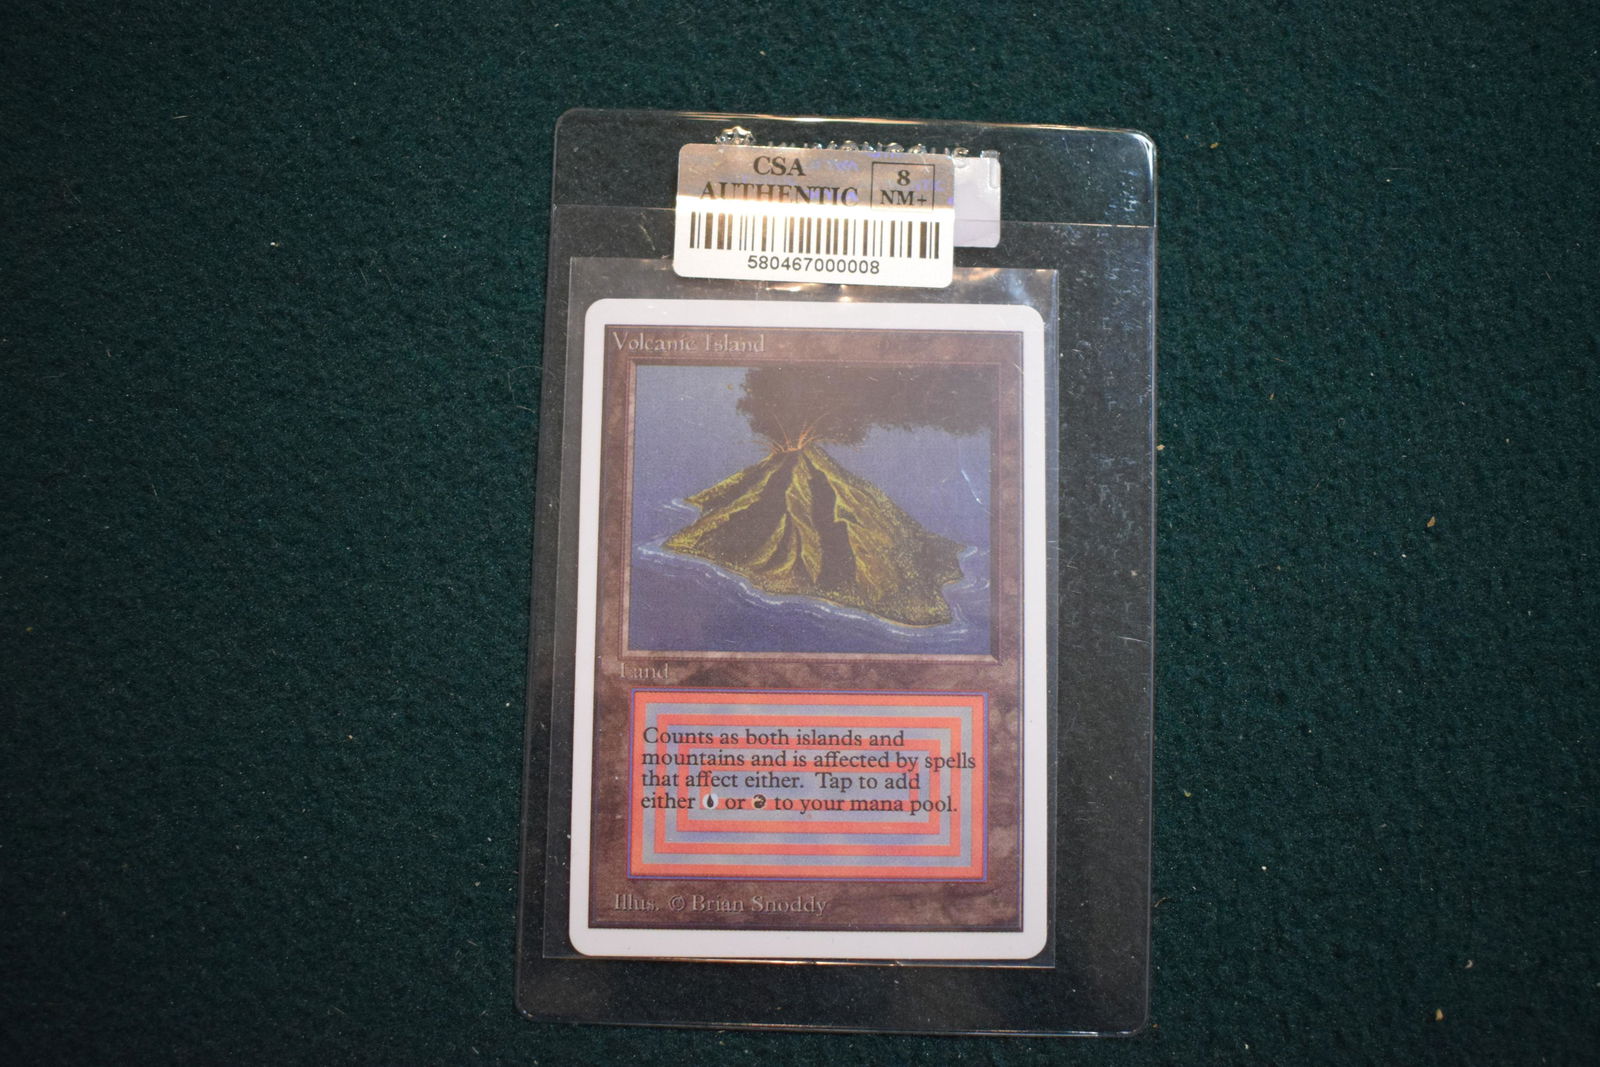 CSA
AUTHENTIC
8
NM+
580467000008
Volcanic Island
Land
Counts as both islands and
mountains and is affected by spells
that affect either. Tap to add
either or to your mana pool.
Illus. © Brian Snoddy